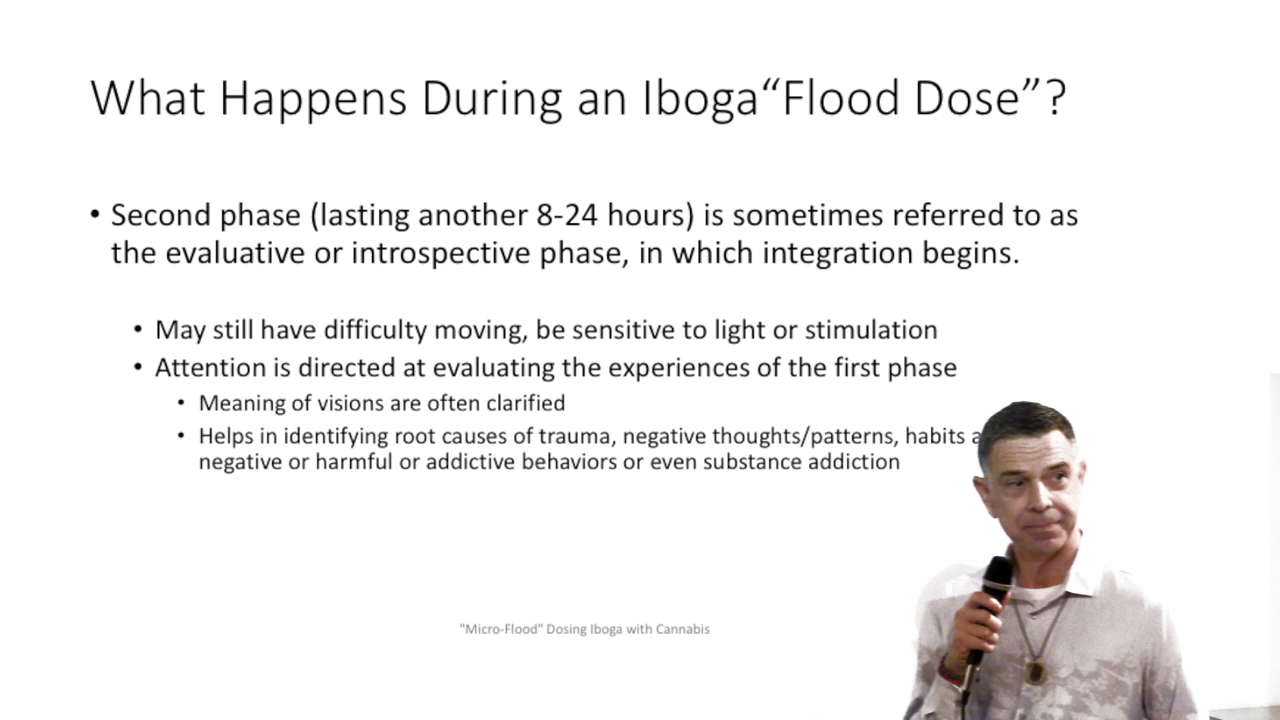 What Happens During an Iboga“Flood Dose”?
• Second phase (lasting another 8-24 hours) is sometimes referred to as
the evaluative or introspective phase, in which integration begins.
• May still have difficulty moving, be sensitive to light or stimulation
• Attention is directed at evaluating the experiences of the first phase
• Meaning of visions are often clarified
• Helps in identifying root causes of trauma, negative thoughts/patterns, habits
negative or harmful or addictive behaviors or even substance addiction
"Micro-Flood" Dosing Iboga with Cannabis